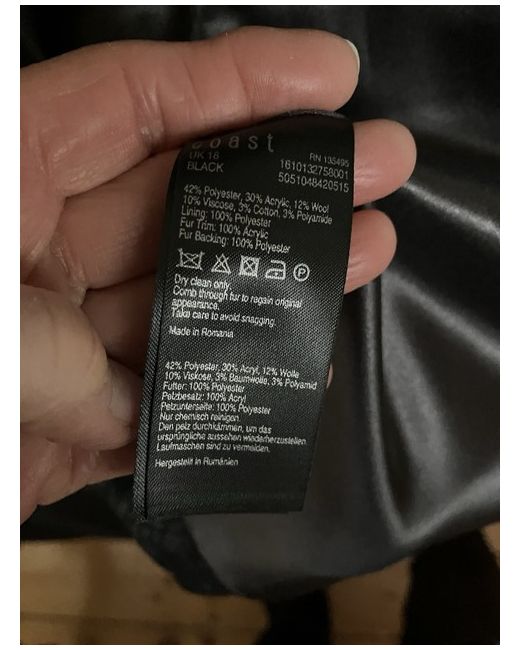 coast
UK 16
BLACK
RN 135495
1610132758001
5051048420515
42% Polyester, 30% Acrylic, 12% Wool
10% Viscose, 3% Cotton, 3% Polyamide
Lining: 100% Polyester
Fur Trim: 100% Acrylic
Fur Backing: 100% Polyester
P
Dry clean only.
Comb through fur to regain original
appearance.
Take care to avoid snagging.
Made in Romania
42% Polyester, 30% Acryl, 12% Wolle
10% Viskose, 3% Baumwolle, 3% Polyamid
Futter: 100% Polyester
Pelzbesatz: 100% Acryl
Pelzunterseite: 100% Polyester
Nur chemisch reinigen.
Den pelz durchkämmen, um das
ursprüngliche aussehen wiederherzustellen.
Laufmaschen sind zu vermeiden.
Hergestellt in Rumänien